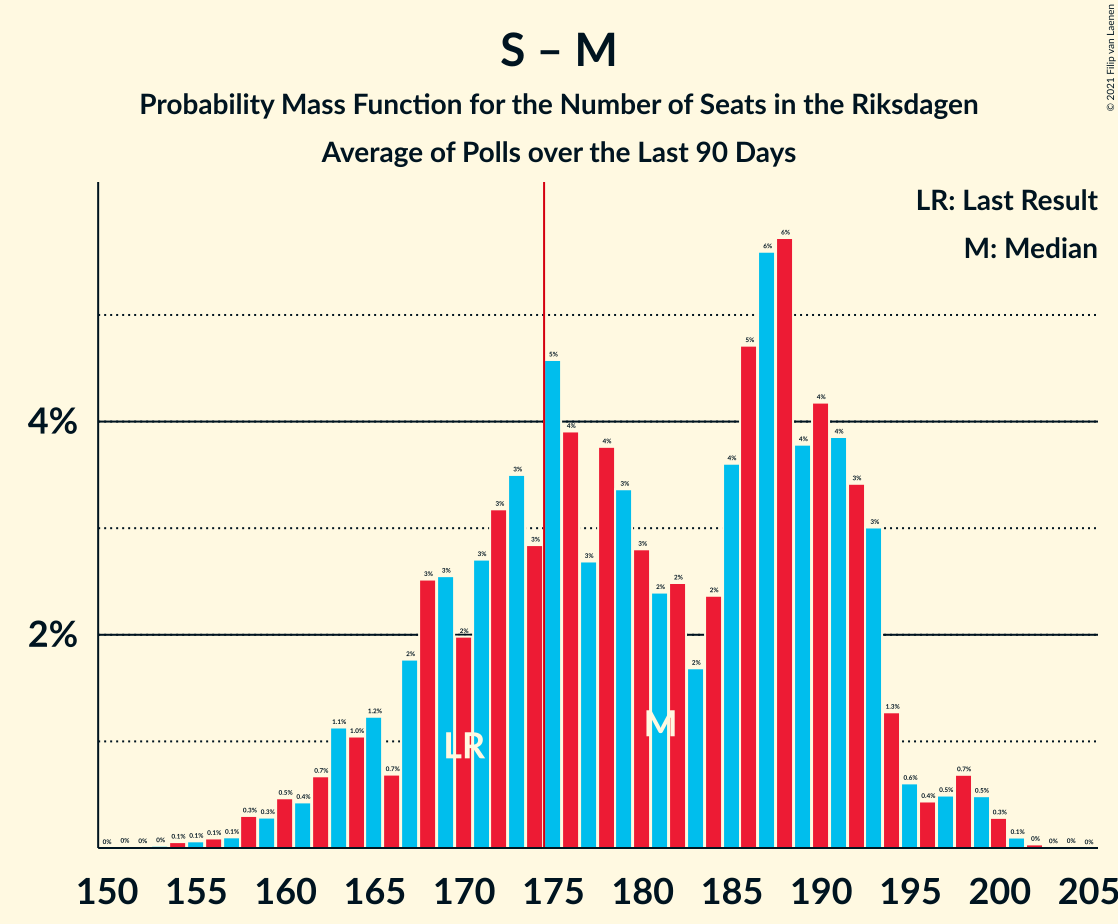 S – M
Probability Mass Function for the Number of Seats in the Riksdagen
Average of Polls over the Last 90 Days
© 2021 Filip van Laenen
LR: Last Result
M: Median
4%
2%
0% 0% 0% 0% 0.1% 0.1% 0.1% 0.1% 0.3% 0.3% 0.5% 0.4% 0.7% 1.1% 1.0% 1.2% 0.7% 2% 3% 3% 2% 3% 3% 3% 3% 5% 4% 3% 4% 3% 3% 2% 2% 2% 2% 4% 5% 6% 6% 4% 4% 4% 3% 3% 1.3% 0.6% 0.4% 0.5% 0.7% 0.5% 0.3% 0.1% 0% 0% 0% 0%
LR M
150 155 160 165 170 175 180 185 190 195 200 205